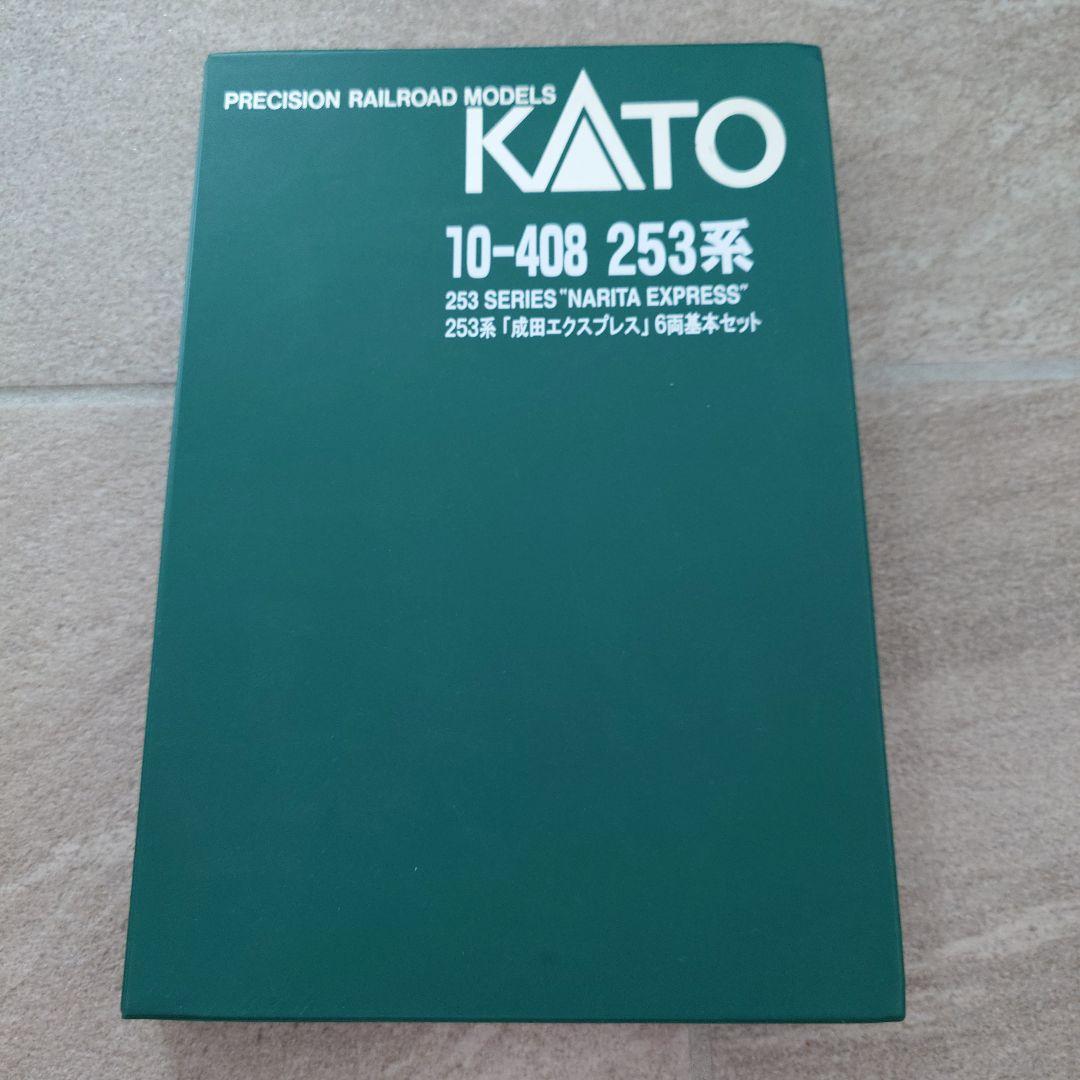 PRECISION RAILROAD MODELS
KATO
10-408 253系
253 SERIES "NARITA EXPRESS"
253系「成田エクスプレス」6両基本セット